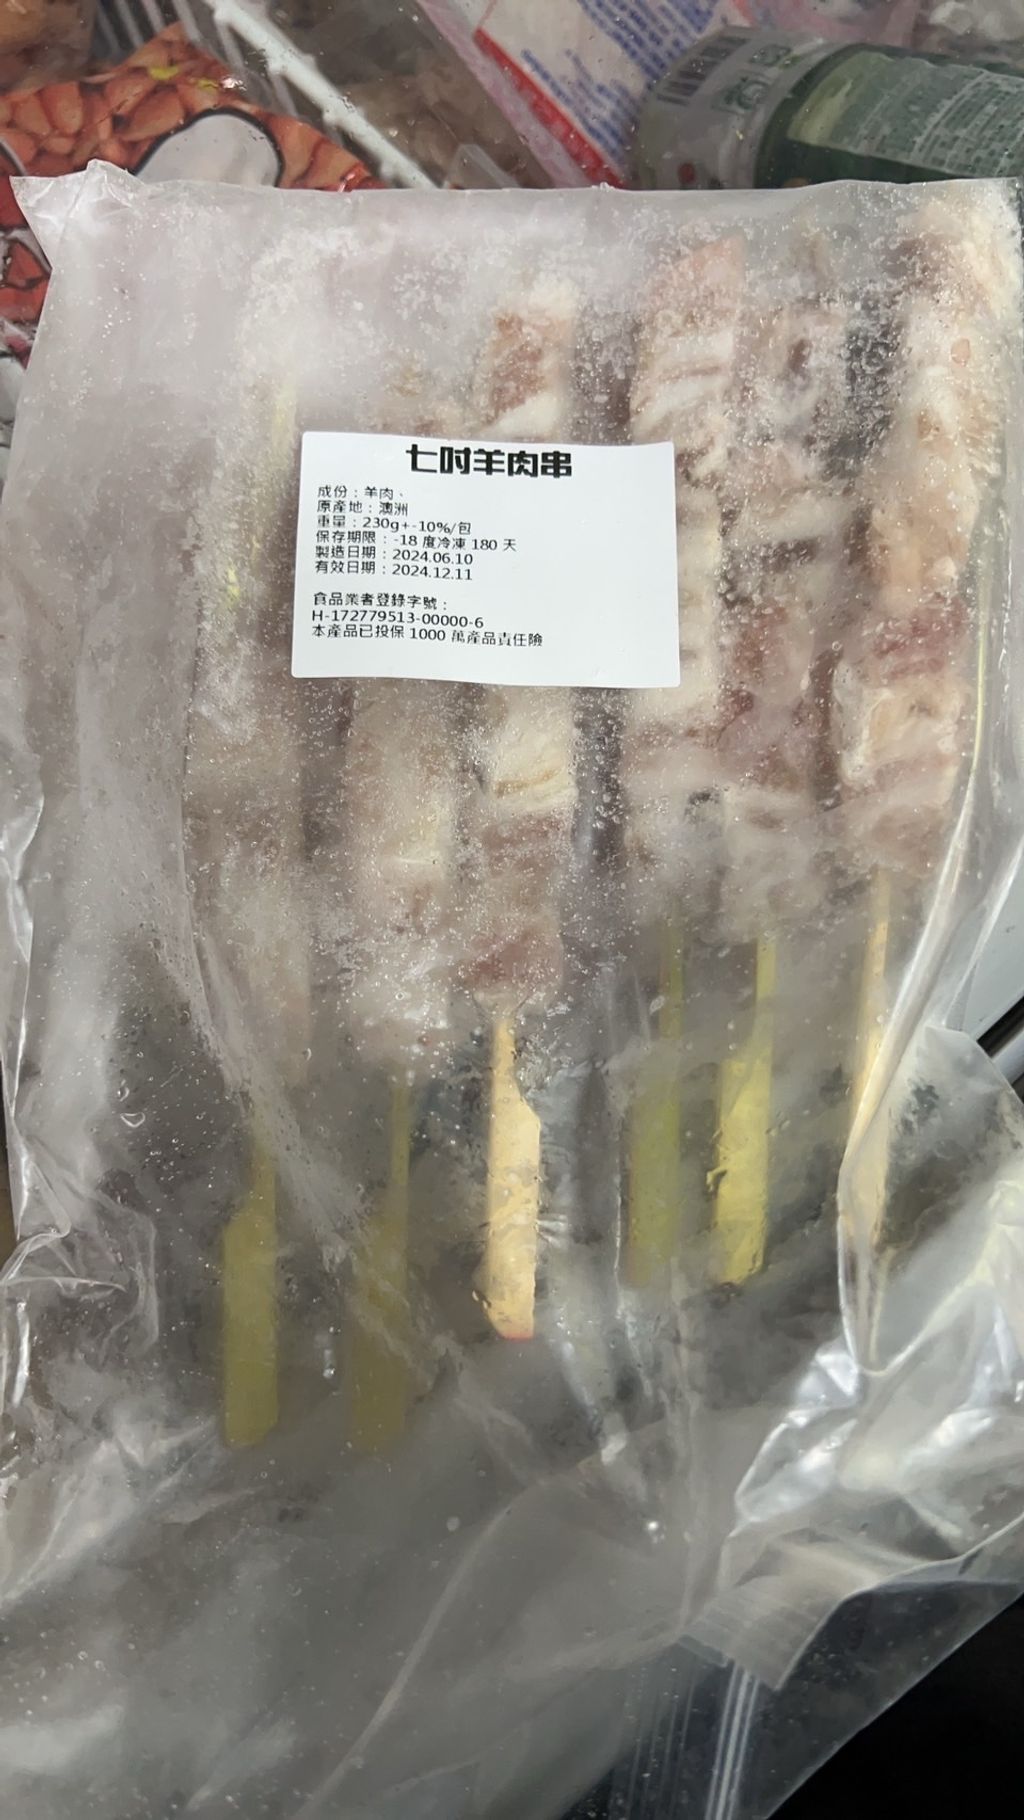 七吋羊肉串
成份：羊肉、
原產地：澳洲
重量：230g+-10%/包
保存期限：-18 度冷凍 180 天
製造日期：2024.06.10
有效日期：2024.12.11
食品業者登錄字號：
H-172779513-00000-6
本產品已投保 1000 萬產品責任險